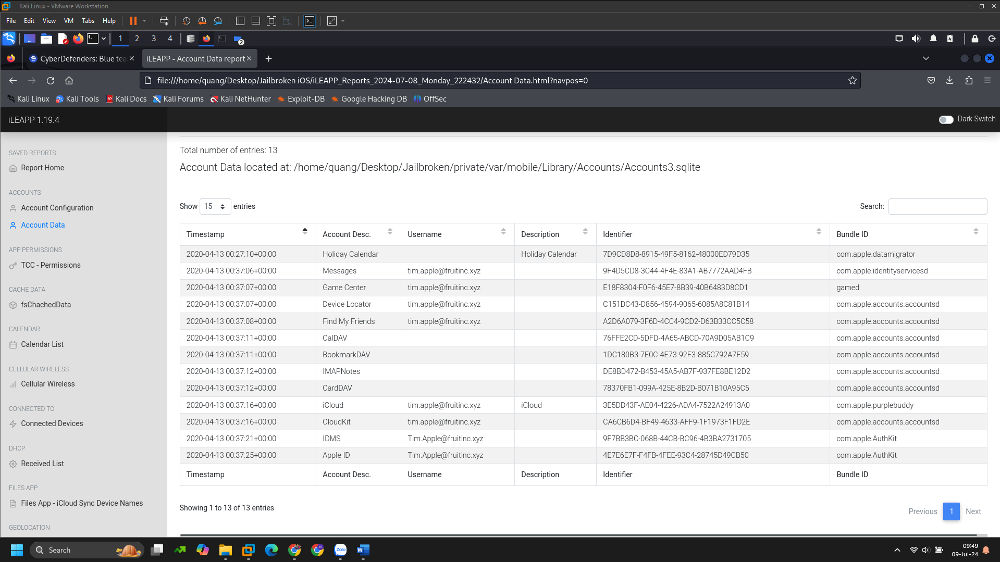 Kali Linux - VMware Workstation
File Edit View VM Tabs Help
1 2 3 4 2
CyberDefenders: Blue tea iLEAPP - Account Data report
file:///home/quang/Desktop/Jailbroken iOS/iLEAPP_Reports_2024-07-08_Monday_222432/Account Data.html?navpos=0
Kali Linux Kali Tools Kali Docs Kali Forums Kali NetHunter Exploit-DB Google Hacking DB OffSec
iLEAPP 1.19.4 Dark Switch
SAVED REPORTS
Report Home
ACCOUNTS
Account Configuration
Account Data
APP PERMISSIONS
TCC - Permissions
CACHE DATA
fsChachedData
CALENDAR
Calendar List
CELLULAR WIRELESS
Cellular Wireless
CONNECTED TO
Connected Devices
DHCP
Received List
FILES APP
Files App - iCloud Sync Device Names
GEOLOCATION
Total number of entries: 13
Account Data located at: /home/quang/Desktop/Jailbroken/private/var/mobile/Library/Accounts/Accounts3.sqlite
Show 15 entries Search:
Timestamp Account Desc. Username Description Identifier Bundle ID
2020-04-13 00:27:10+00:00 Holiday Calendar Holiday Calendar 7D9CD8D8-8915-49F5-8162-48000ED79D35 com.apple.datamigrator
2020-04-13 00:37:06+00:00 Messages tim.apple@fruitinc.xyz 9F4D5CD8-3C44-4F4E-83A1-AB7772AAD4FB com.apple.identityservicesd
2020-04-13 00:37:07+00:00 Game Center tim.apple@fruitinc.xyz E18F8304-F0F6-45E7-8B39-40B6483D8CD1 gamed
2020-04-13 00:37:07+00:00 Device Locator tim.apple@fruitinc.xyz C151DC43-D856-4594-9065-6085A8C81B14 com.apple.accounts.accountsd
2020-04-13 00:37:08+00:00 Find My Friends tim.apple@fruitinc.xyz A2D6A079-3F6D-4CC4-9CD2-D63B33CC5C58 com.apple.accounts.accountsd
2020-04-13 00:37:11+00:00 CalDAV 76FFE2CD-5DFD-4A65-ABCD-70A9D05AB1C9 com.apple.accounts.accountsd
2020-04-13 00:37:11+00:00 BookmarkDAV 1DC180B3-7E0C-4E73-92F3-885C792A7F59 com.apple.accounts.accountsd
2020-04-13 00:37:12+00:00 IMAPNotes DE8BD472-B453-45A5-AB7F-937FE8BE12D2 com.apple.accounts.accountsd
2020-04-13 00:37:12+00:00 CardDAV 78370FB1-099A-425E-8B2D-B071B10A95C5 com.apple.accounts.accountsd
2020-04-13 00:37:16+00:00 iCloud tim.apple@fruitinc.xyz iCloud 3E5DD43F-AE04-4226-ADA4-7522A24913A0 com.apple.purplebuddy
2020-04-13 00:37:16+00:00 CloudKit tim.apple@fruitinc.xyz CA6CB6D4-BF49-4633-AFF9-1F1973F1FD2E com.apple.accounts.accountsd
2020-04-13 00:37:21+00:00 IDMS Tim.Apple@fruitinc.xyz 9F7BB3BC-068B-44CB-BC96-4B3BA2731705 com.apple.AuthKit
2020-04-13 00:37:25+00:00 Apple ID Tim.Apple@fruitinc.xyz 4E7E6E7F-F4FB-4FEE-93C4-28745D49CB50 com.apple.AuthKit
Timestamp Account Desc. Username Description Identifier Bundle ID
Showing 1 to 13 of 13 entries Previous 1 Next
Search Zalo 09:49
09-Jul-24